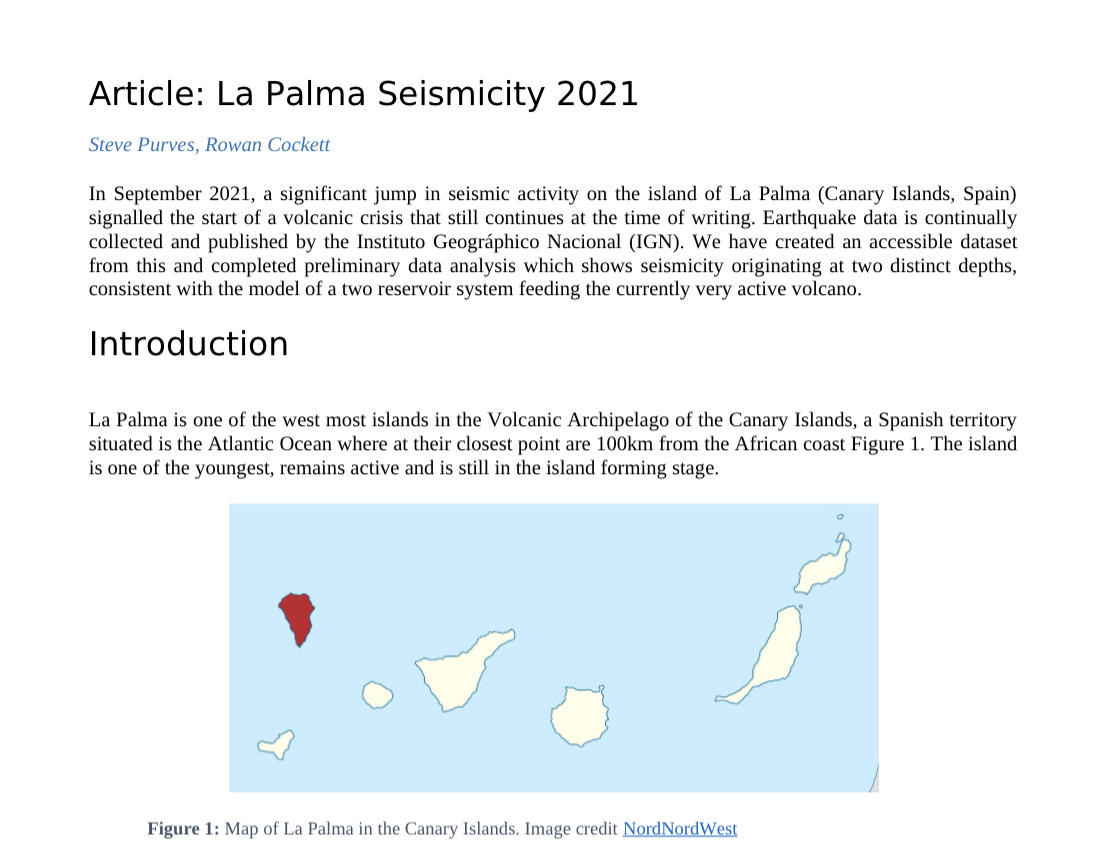 Article: La Palma Seismicity 2021
Steve Purves, Rowan Cockett
In September 2021, a significant jump in seismic activity on the island of La Palma (Canary Islands, Spain)
signalled the start of a volcanic crisis that still continues at the time of writing. Earthquake data is continually
collected and published by the Instituto Geográphico Nacional (IGN). We have created an accessible dataset
from this and completed preliminary data analysis which shows seismicity originating at two distinct depths,
consistent with the model of a two reservoir system feeding the currently very active volcano.
Introduction
La Palma is one of the west most islands in the Volcanic Archipelago of the Canary Islands, a Spanish territory
situated is the Atlantic Ocean where at their closest point are 100km from the African coast Figure 1. The island
is one of the youngest, remains active and is still in the island forming stage.
Figure 1: Map of La Palma in the Canary Islands. Image credit NordNordWest